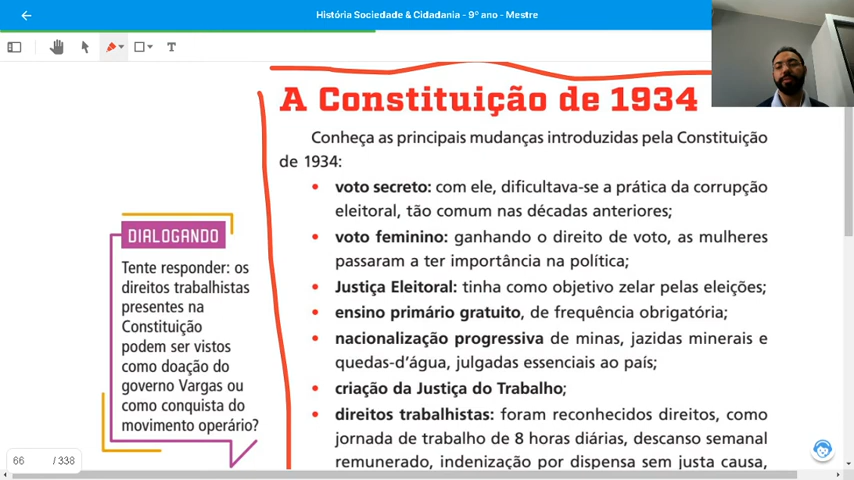 História Sociedade & Cidadania - 9º ano - Mestre
T
A Constituição de 1934
Conheça as principais mudanças introduzidas pela Constituição
de 1934:
• voto secreto: com ele, dificultava-se a prática da corrupção
eleitoral, tão comum nas décadas anteriores;
• voto feminino: ganhando o direito de voto, as mulheres
passaram a ter importância na política;
• Justiça Eleitoral: tinha como objetivo zelar pelas eleições;
• ensino primário gratuito, de frequência obrigatória;
• nacionalização progressiva de minas, jazidas minerais e
quedas-d'água, julgadas essenciais ao país;
• criação da Justiça do Trabalho;
• direitos trabalhistas: foram reconhecidos direitos, como
jornada de trabalho de 8 horas diárias, descanso semanal
remunerado, indenização por dispensa sem justa causa,
DIALOGANDO
Tente responder: os
direitos trabalhistas
presentes na
Constituição
podem ser vistos
como doação do
governo Vargas ou
como conquista do
movimento operário?
66 / 338